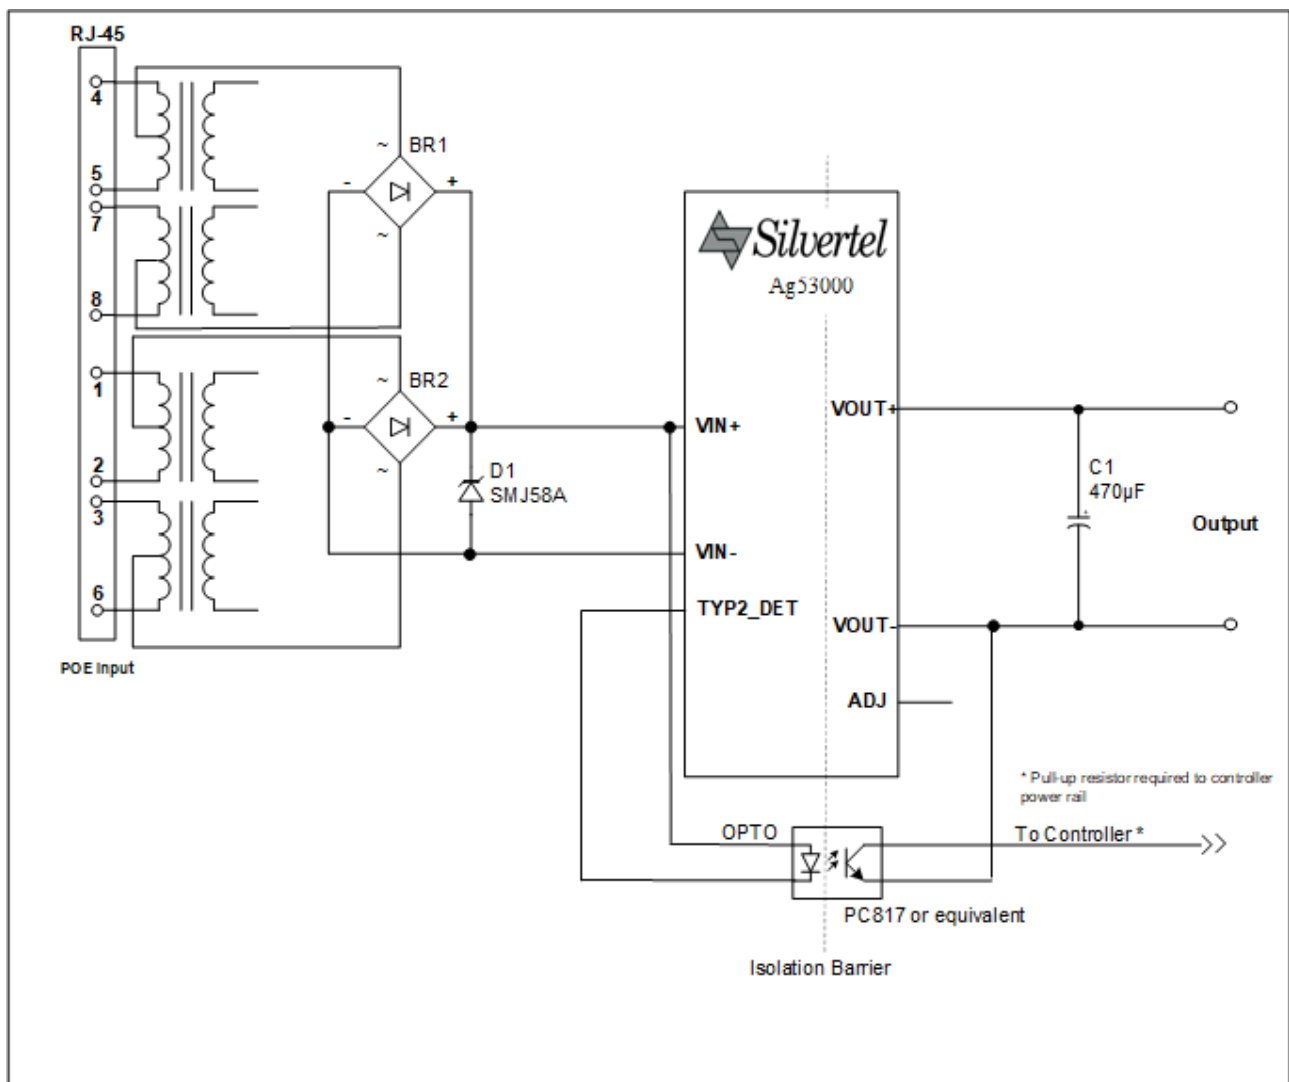 RJ-45
4
5
7
8
1
2
3
6
POE Input
~
BR1
-
+
~
~
BR2
-
+
~
D1
SMJ58A
Silvertel
Ag53000
VIN+
VIN-
TYP2_DET
VOUT+
VOUT-
ADJ
C1
470µF
Output
* Pull-up resistor required to controller
power rail
OPTO
To Controller *
PC817 or equivalent
Isolation Barrier